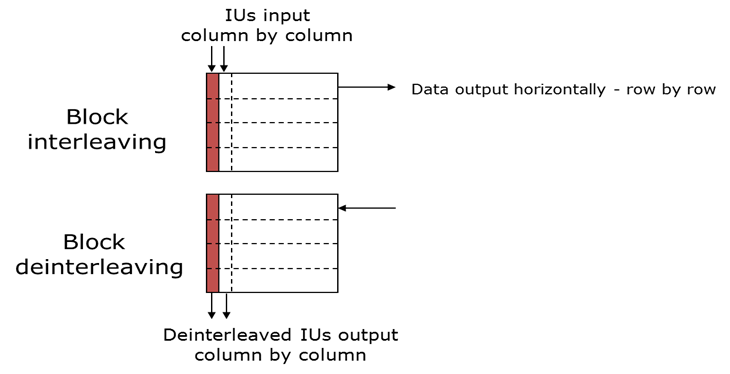 IUs input
column by column
Data output horizontally - row by row
Block
interleaving
Block
deinterleaving
Deinterleaved IUs output
column by column